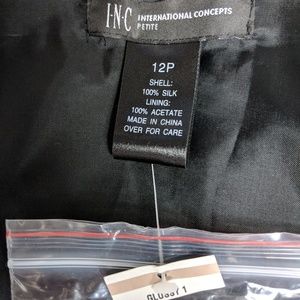 I·N·C INTERNATIONAL CONCEPTS
PETITE
12P
SHELL:
100% SILK
LINING:
100% ACETATE
MADE IN CHINA
OVER FOR CARE